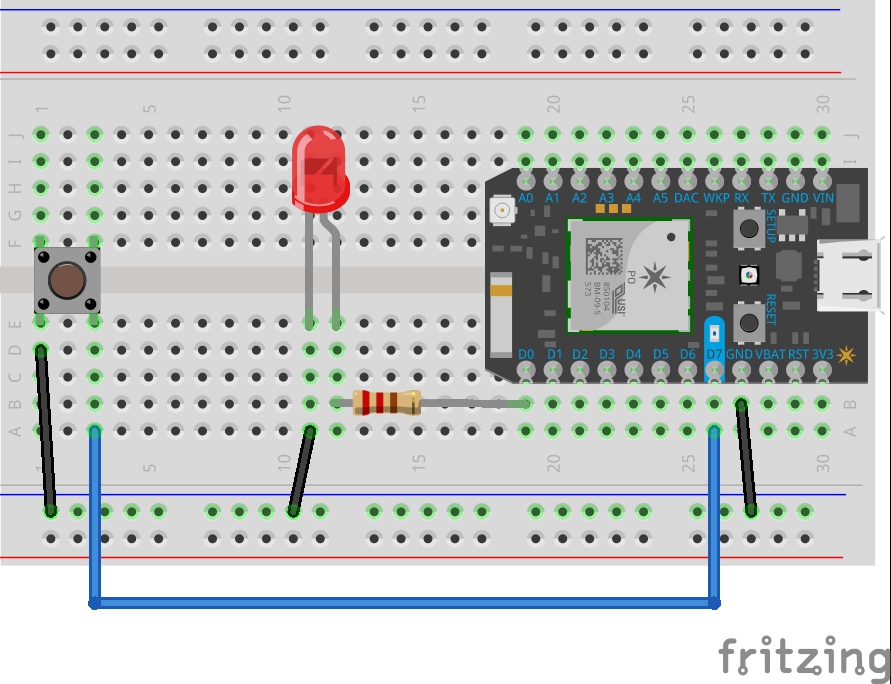 1 5 10 15 20 25 30
J J
I I
H
G
F
A0 A1 A2 A3 A4 A5 DAC WKP RX TX GND VIN
SETUP
P0
RESET
E
D0 D1 D2 D3 D4 D5 D6 D7 GND VBAT RST 3V3
D
C
B B
A A
1 5 10 15 20 25 30
fritzing